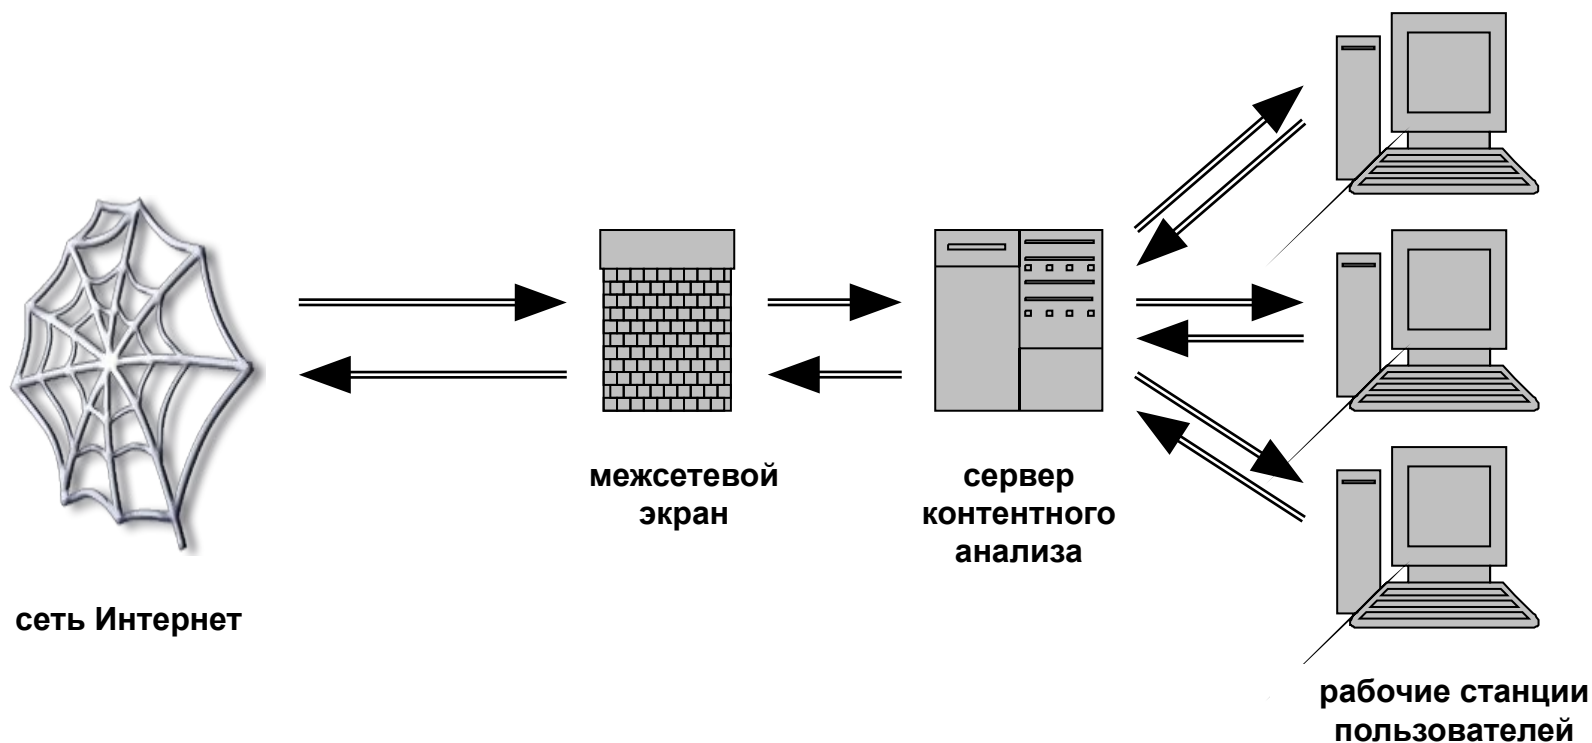 межсетевой
экран
сервер
контентного
анализа
сеть Интернет
рабочие станции
пользователей